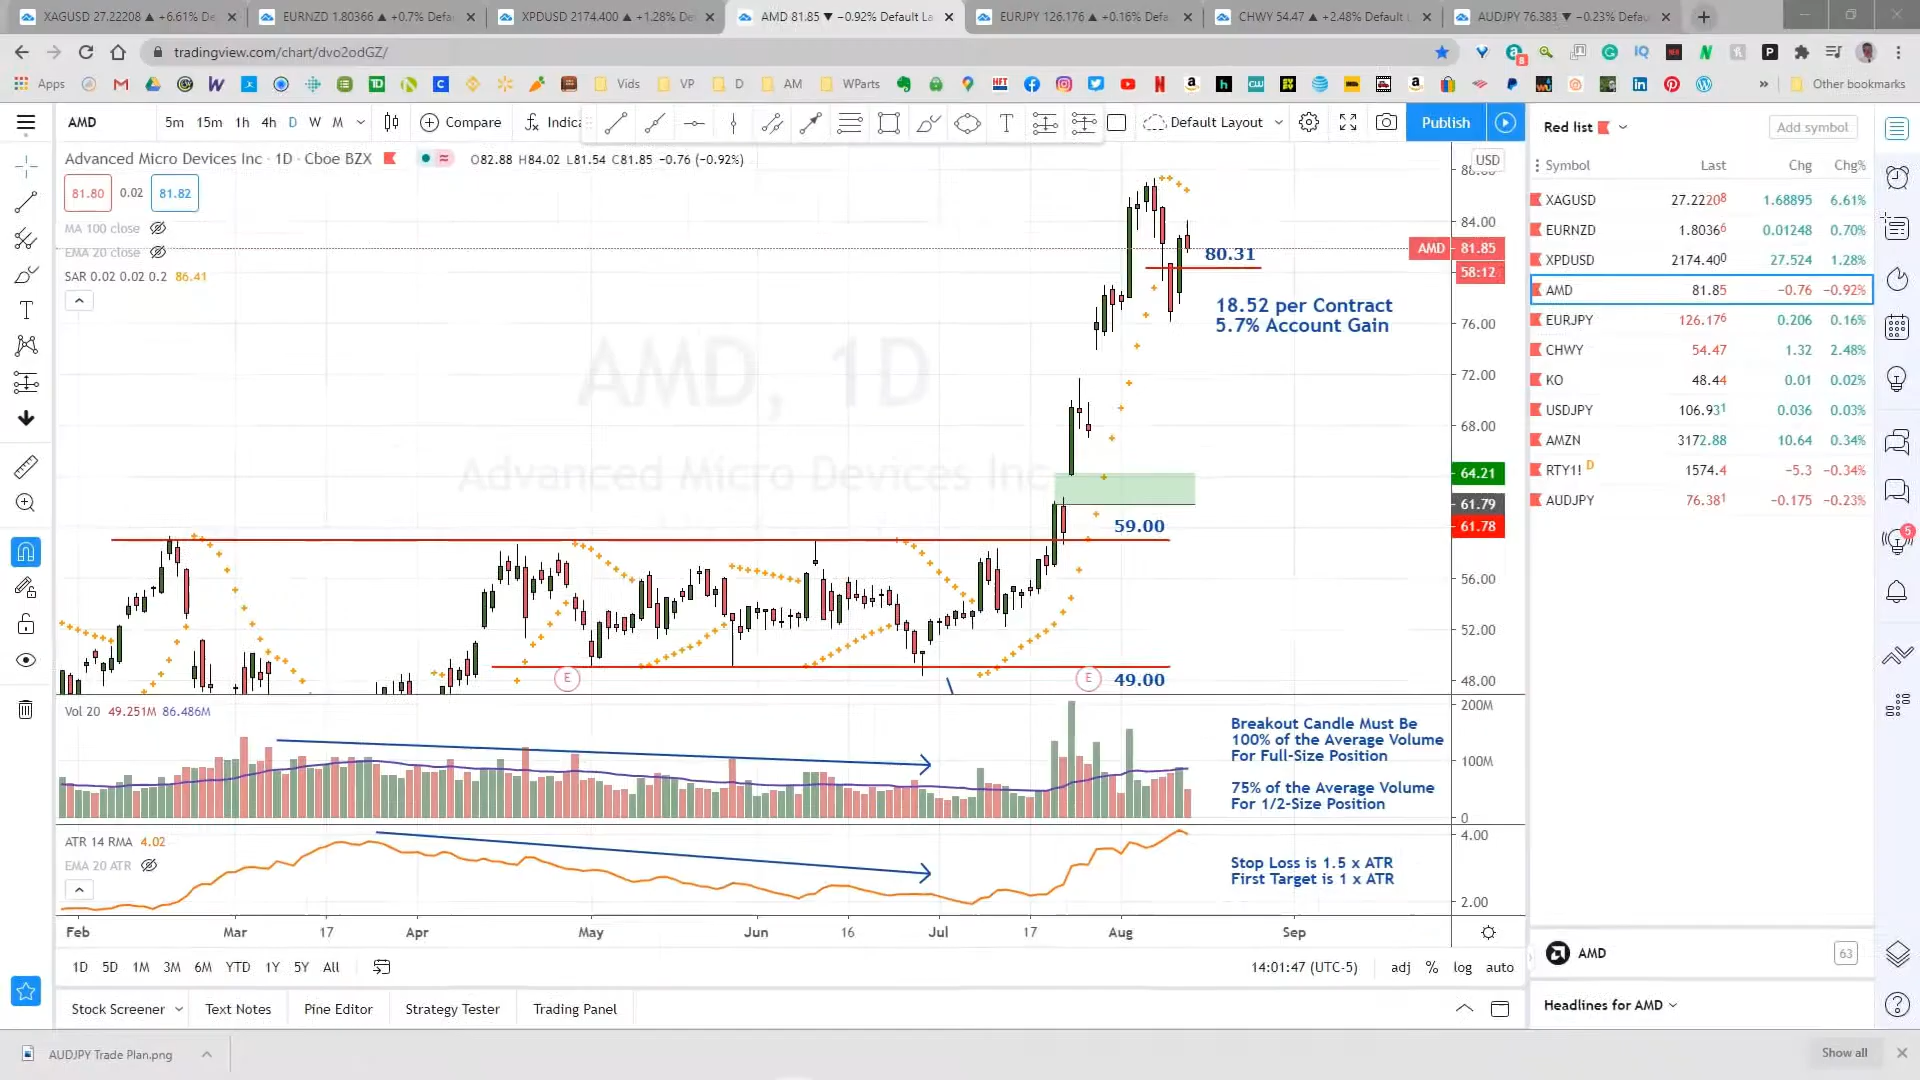 XAGUSD 27.22208 ▲ +6.61% De
EURNZD 1.80366 ▲ +0.7% Defa
XPDUSD 2174.400 ▲ +1.28% De
AMD 81.85 ▼ −0.92% Default La
EURJPY 126.176 ▲ +0.16% Defa
CHWY 54.47 ▲ +2.48% Default L
AUDJPY 76.383 ▼ −0.23% Defau
tradingview.com/chart/dvo2odGZ/
Apps
Vids
VP
D
AM
WParts
Other bookmarks
AMD
5m 15m 1h 4h D W M
Compare
Indica
Default Layout
Publish
Advanced Micro Devices Inc · 1D · Cboe BZX
O82.88 H84.02 L81.54 C81.85 −0.76 (−0.92%)
81.80 0.02 81.82
MA 100 close
EMA 20 close
SAR 0.02 0.02 0.2 86.41
AMD, 1D
Advanced Micro Devices Inc
80.31
18.52 per Contract
5.7% Account Gain
59.00
49.00
E
E
USD
84.00
AMD 81.85
58:12
76.00
72.00
68.00
64.21
61.79
61.78
56.00
52.00
48.00
Vol 20 49.251M 86.486M
200M
100M
0
Breakout Candle Must Be
100% of the Average Volume
For Full-Size Position
75% of the Average Volume
For 1/2-Size Position
ATR 14 RMA 4.02
EMA 20 ATR
4.00
2.00
Stop Loss is 1.5 x ATR
First Target is 1 x ATR
Feb Mar 17 Apr May Jun 16 Jul 17 Aug Sep
1D 5D 1M 3M 6M YTD 1Y 5Y All
14:01:47 (UTC-5) adj % log auto
Stock Screener Text Notes Pine Editor Strategy Tester Trading Panel
Red list
Add symbol
Symbol Last Chg Chg%
XAGUSD 27.22208 1.68895 6.61%
EURNZD 1.80366 0.01248 0.70%
XPDUSD 2174.400 27.524 1.28%
AMD 81.85 −0.76 −0.92%
EURJPY 126.176 0.206 0.16%
CHWY 54.47 1.32 2.48%
KO 48.44 0.01 0.02%
USDJPY 106.931 0.036 0.03%
AMZN 3172.88 10.64 0.34%
RTY1! D 1574.4 −5.3 −0.34%
AUDJPY 76.381 −0.175 −0.23%
5
AMD
63
Headlines for AMD
AUDJPY Trade Plan.png
Show all